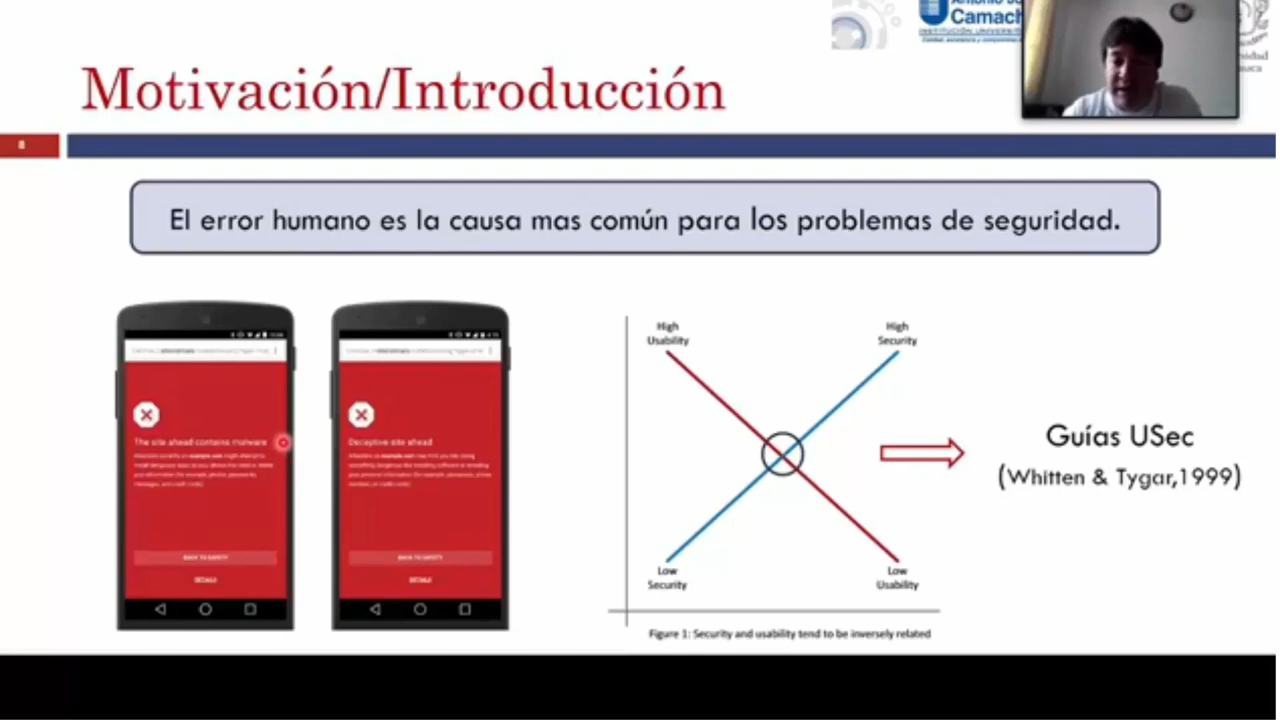 Camach
Motivación/Introducción
8
El error humano es la causa mas común para los problemas de seguridad.
The site ahead contains malware
Deceptive site ahead
BACK TO SAFETY
DETAILS
BACK TO SAFETY
DETAILS
High
Usability
High
Security
Low
Security
Low
Usability
Figure 1: Security and usability tend to be inversely related
Guías USec
(Whitten & Tygar,1999)